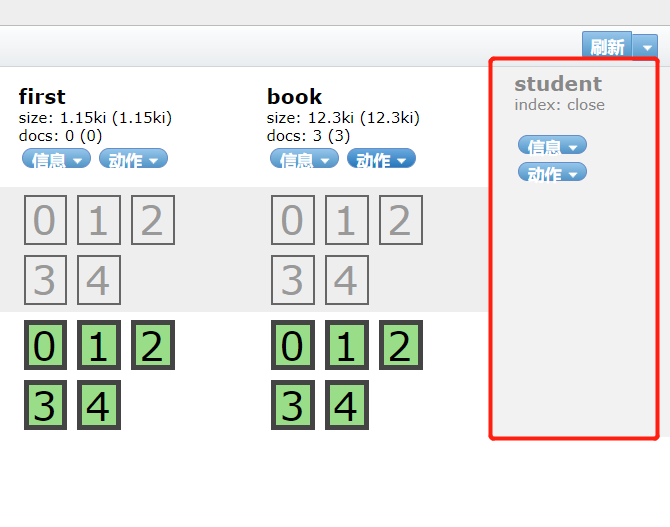 刷新
first
size: 1.15ki (1.15ki)
docs: 0 (0)
信息 动作
0 1 2
3 4
0 1 2
3 4
book
size: 12.3ki (12.3ki)
docs: 3 (3)
信息 动作
0 1 2
3 4
0 1 2
3 4
student
index: close
信息
动作